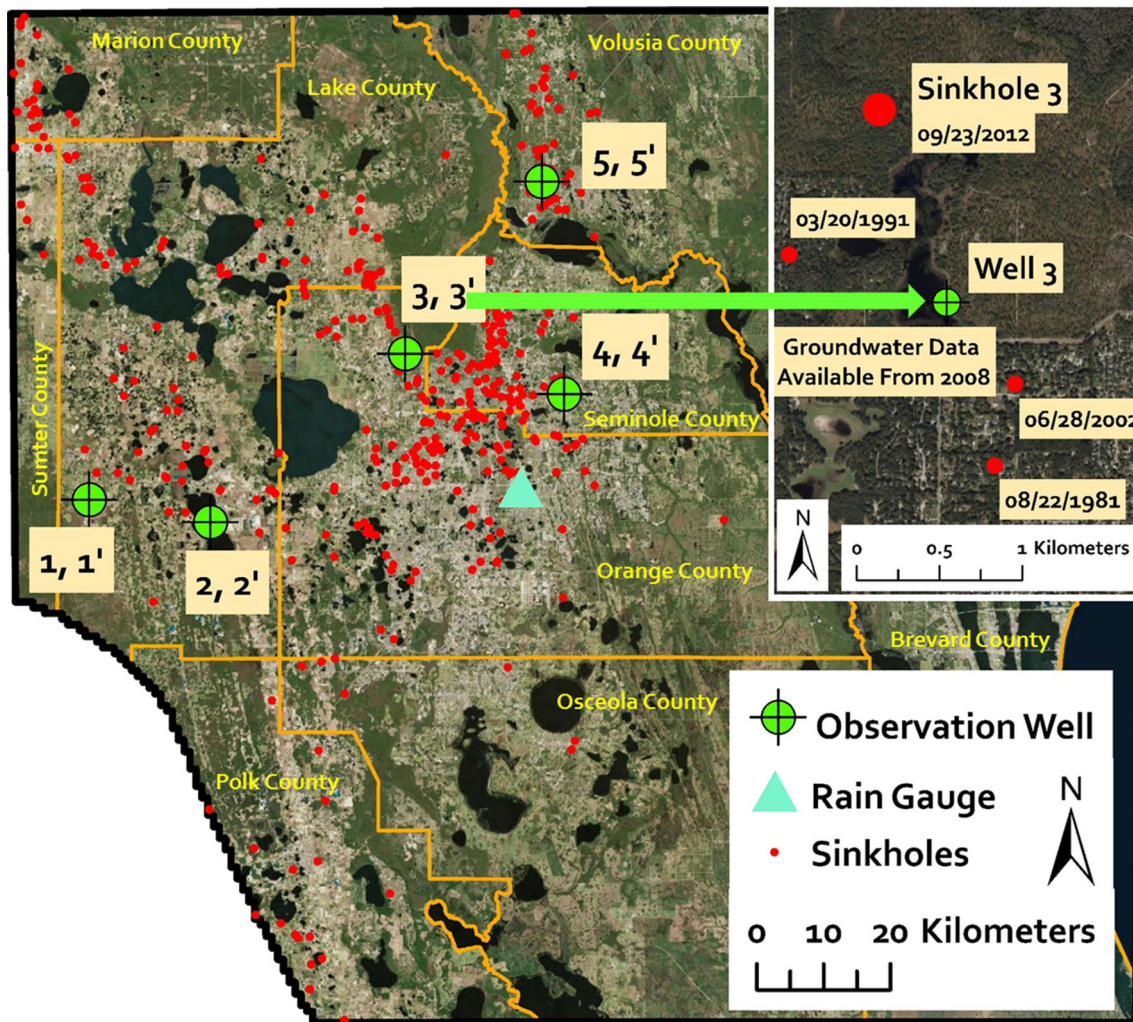 Marion County
Lake County
Volusia County
Sumter County
5, 5'
3, 3'
4, 4'
Seminole County
1, 1'
2, 2'
Orange County
Brevard County
Osceola County
Polk County
Sinkhole 3
09/23/2012
03/20/1991
Well 3
Groundwater Data
Available From 2008
06/28/2002
08/22/1981
N
0 0.5 1 Kilometers
Observation Well
Rain Gauge
Sinkholes
N
0 10 20 Kilometers